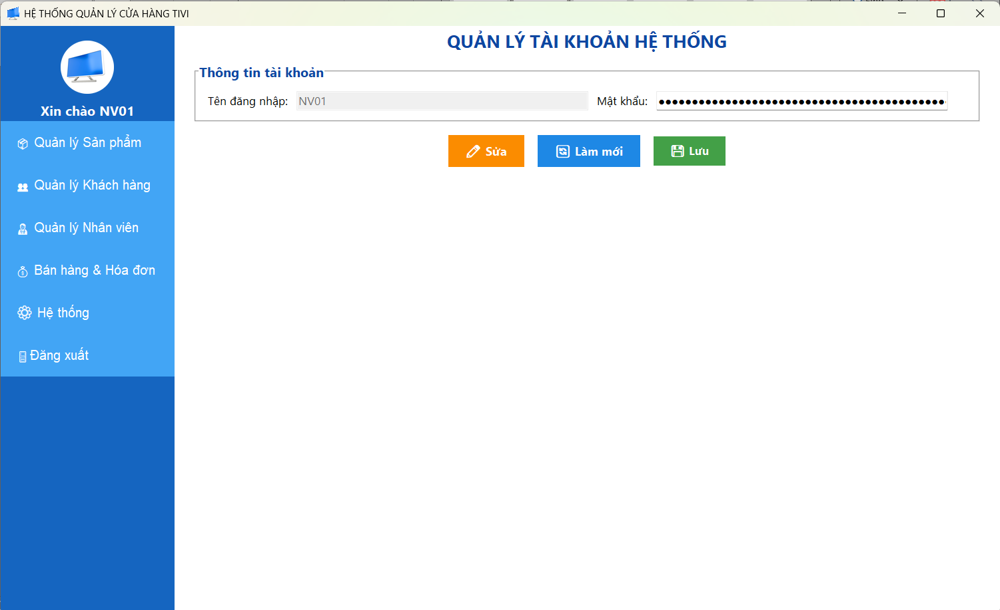 HỆ THỐNG QUẢN LÝ CỬA HÀNG TIVI
Xin chào NV01
Quản lý Sản phẩm
Quản lý Khách hàng
Quản lý Nhân viên
Bán hàng & Hóa đơn
Hệ thống
Đăng xuất
QUẢN LÝ TÀI KHOẢN HỆ THỐNG
Thông tin tài khoản
Tên đăng nhập: NV01 Mật khẩu: ●●●●●●●●●●●●●●●●●●●●●●●●●●●●●●●●●●●●●●●●●●●
Sửa Làm mới Lưu